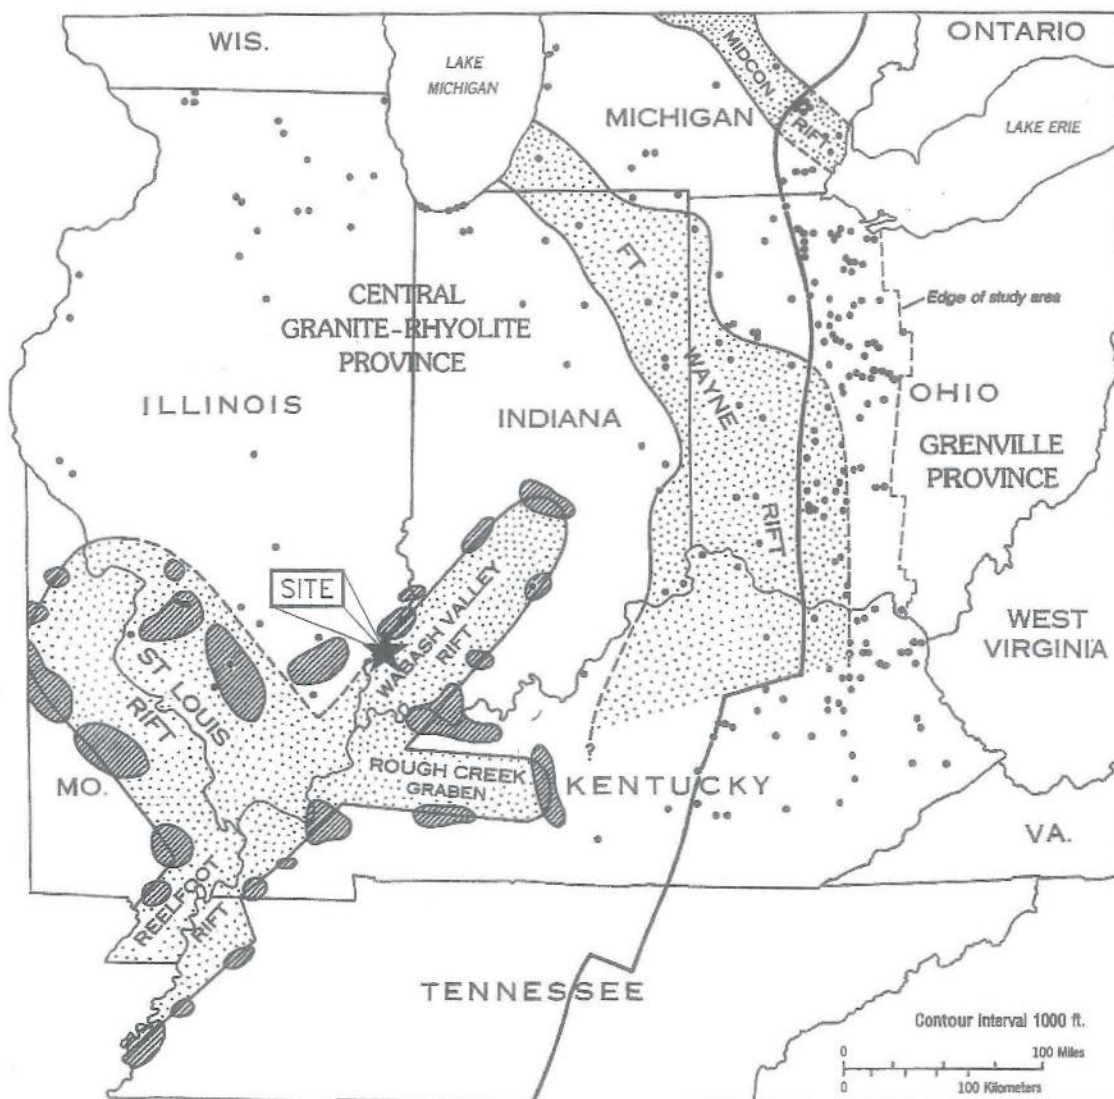 WIS.
LAKE
MICHIGAN
MIDCON
RIFT
ONTARIO
MICHIGAN
LAKE ERIE
FT
WAYNE
RIFT
Edge of study area
CENTRAL
GRANITE-RHYOLITE
PROVINCE
ILLINOIS
INDIANA
OHIO
GRENVILLE
PROVINCE
SITE
WABASH VALLEY
RIFT
WEST
VIRGINIA
ST LOUIS
RIFT
MO.
ROUGH CREEK
GRABEN
KENTUCKY
VA.
REELFOOT
RIFT
?
TENNESSEE
Contour Interval 1000 ft.
0 100 Miles
0 100 Kilometers